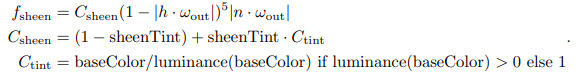 f_sheen = C_sheen(1 − |h · ω_out|)^5|n · ω_out|
C_sheen = (1 − sheenTint) + sheenTint · C_tint
C_tint = baseColor/luminance(baseColor) if luminance(baseColor) > 0 else 1
.